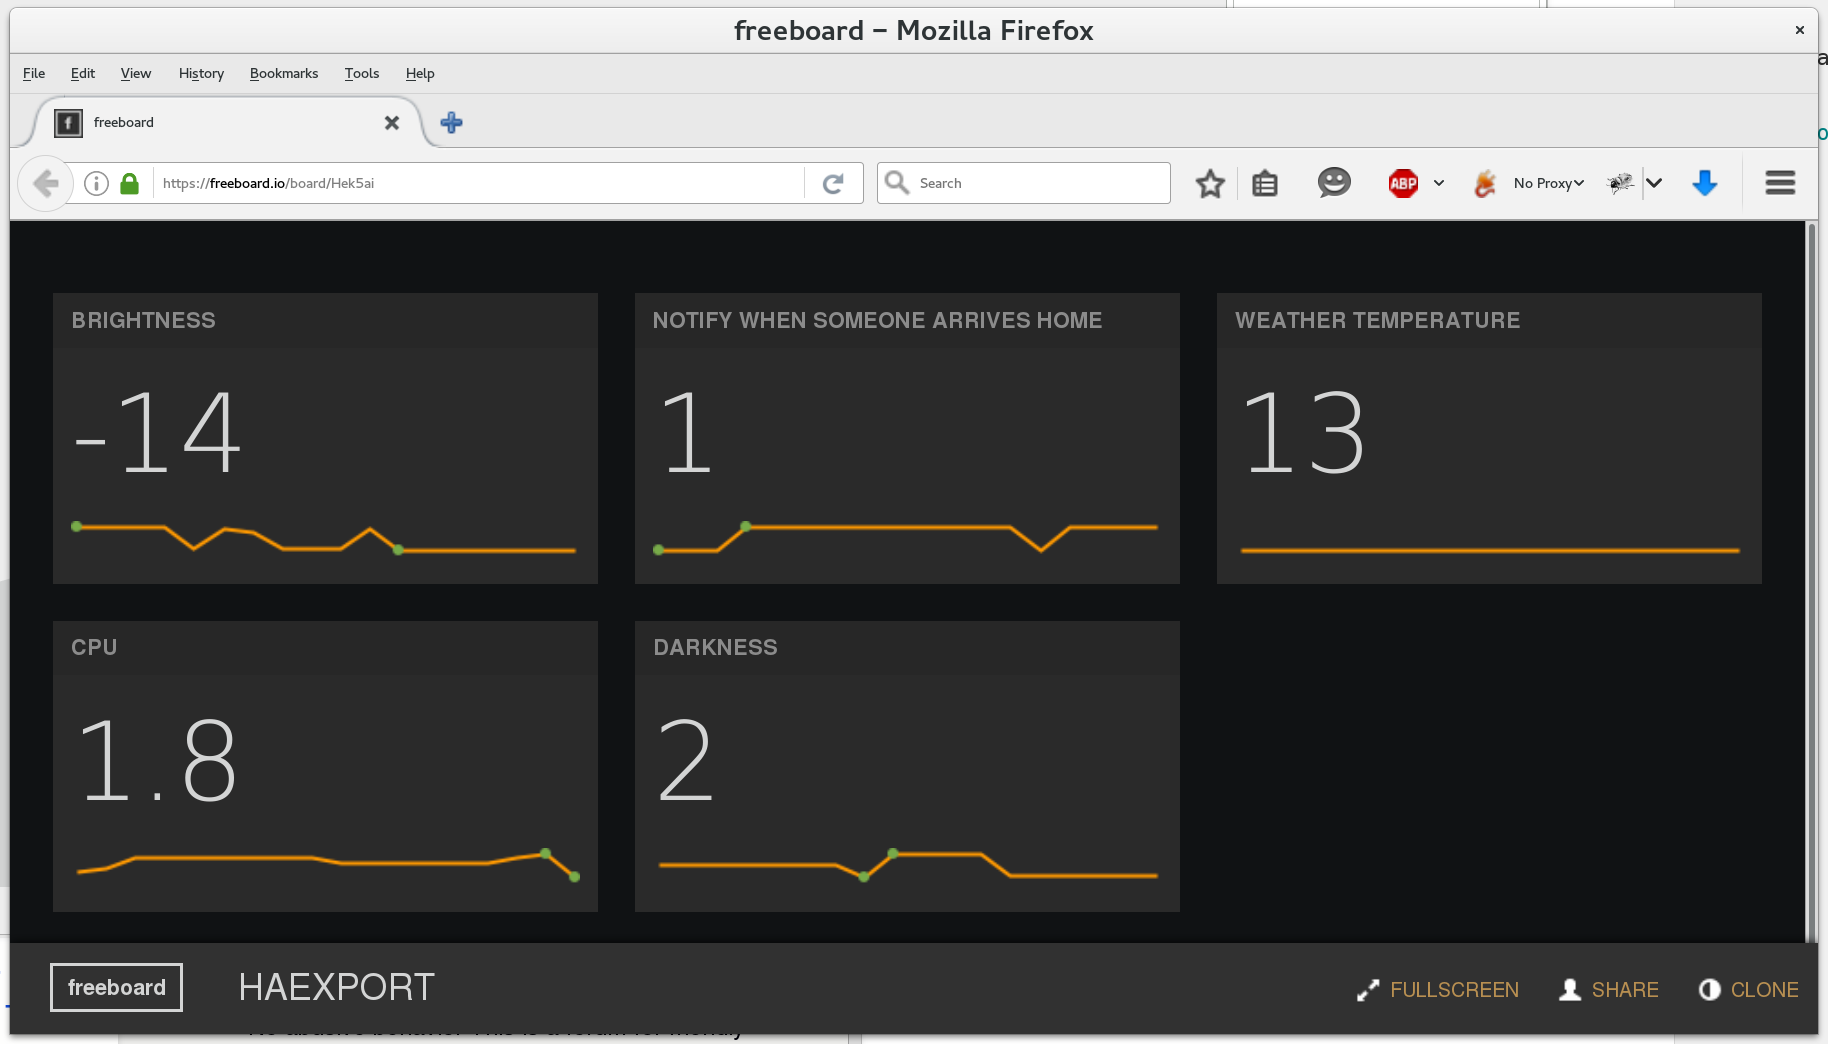 freeboard – Mozilla Firefox
×
File Edit View History Bookmarks Tools Help
f freeboard
https://freeboard.io/board/Hek5ai
Search
ABP
No Proxy
BRIGHTNESS
-14
NOTIFY WHEN SOMEONE ARRIVES HOME
1
WEATHER TEMPERATURE
13
CPU
1.8
DARKNESS
2
freeboard
HAEXPORT
FULLSCREEN
SHARE
CLONE